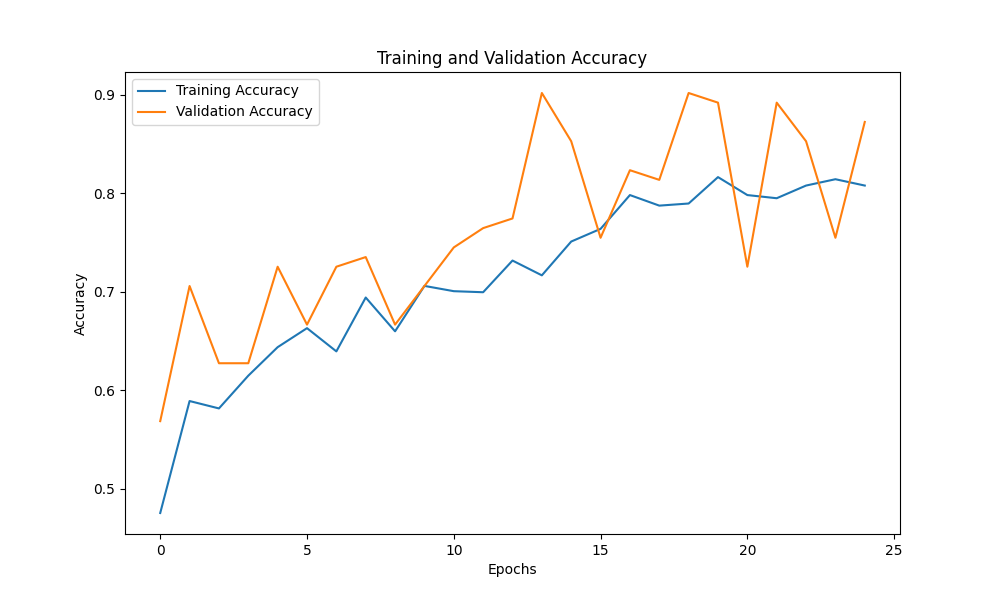 Training and Validation Accuracy
Training Accuracy
Validation Accuracy
0.9
0.8
0.7
0.6
0.5
Accuracy
0 5 10 15 20 25
Epochs